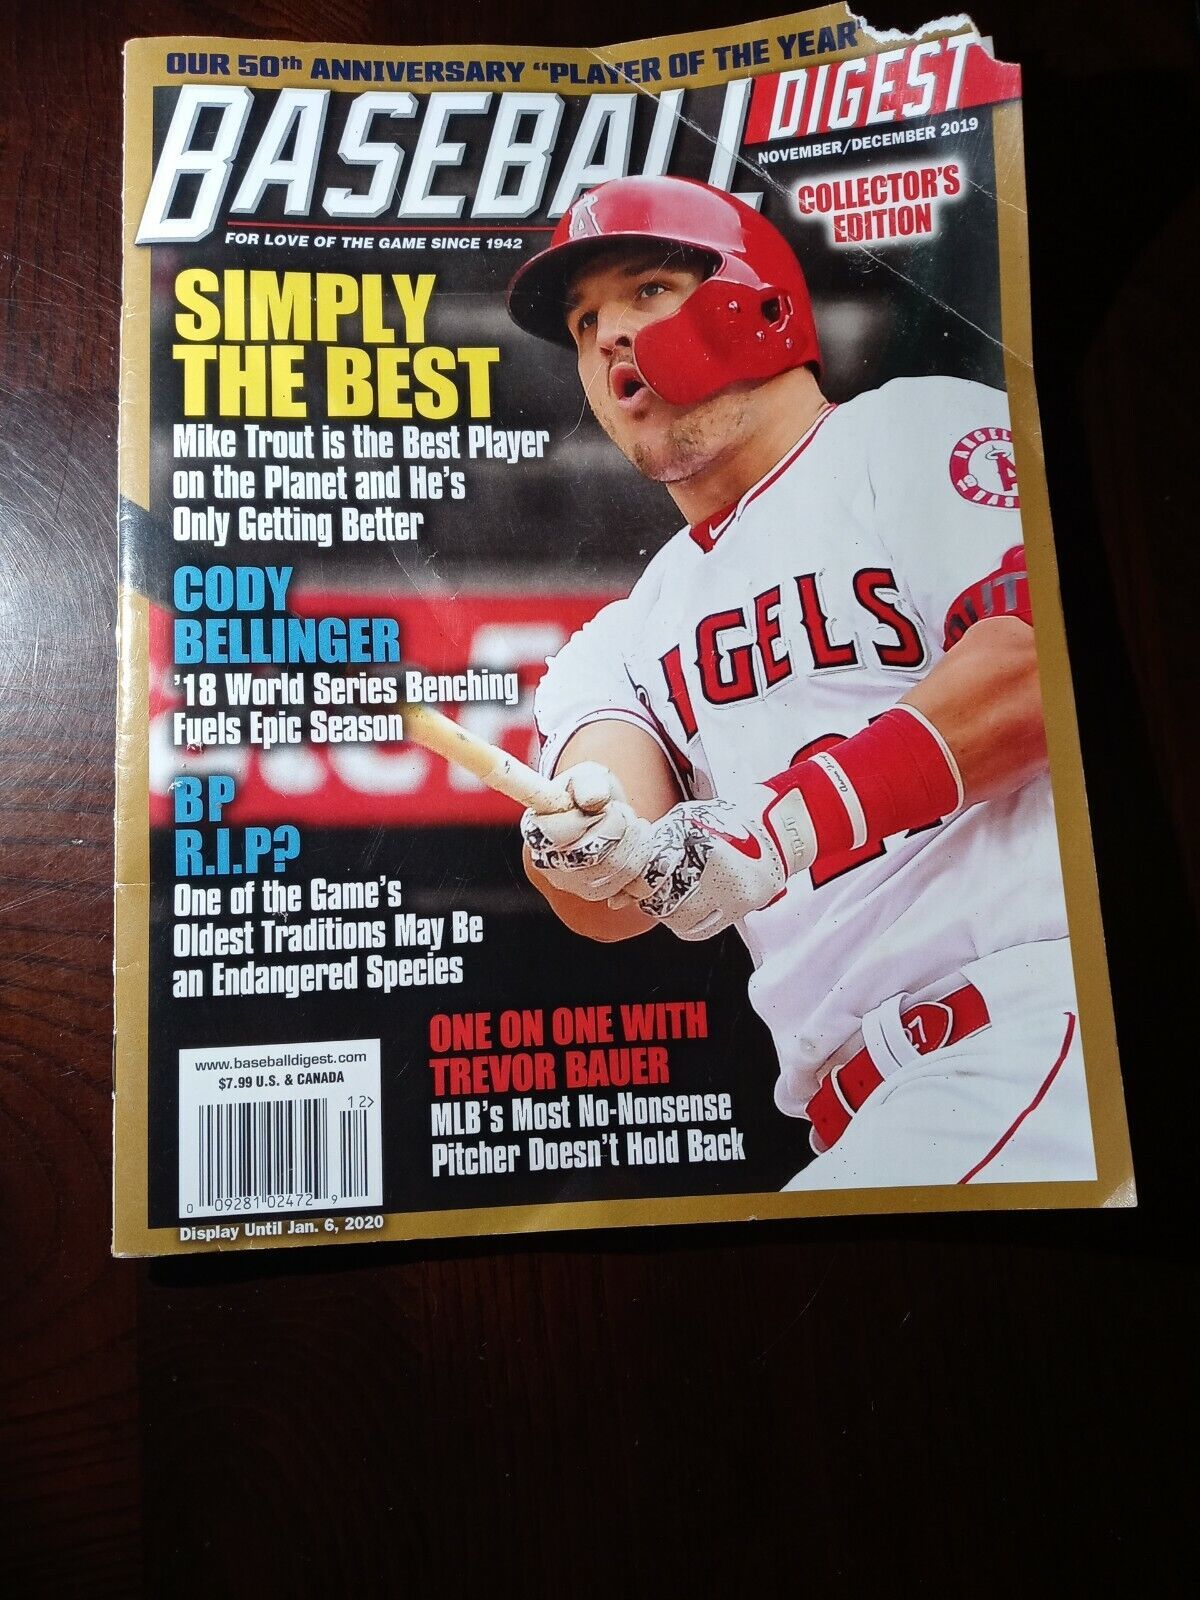 OUR 50th ANNIVERSARY "PLAYER OF THE YEAR
BASEBALL DIGEST
NOVEMBER/DECEMBER 2019
FOR LOVE OF THE GAME SINCE 1942
COLLECTOR'S
EDITION
SIMPLY
THE BEST
Mike Trout is the Best Player
on the Planet and He's
Only Getting Better
CODY
BELLINGER
'18 World Series Benching
Fuels Epic Season
BP
R.I.P?
One of the Game's
Oldest Traditions May Be
an Endangered Species
ONE ON ONE WITH
TREVOR BAUER
MLB's Most No-Nonsense
Pitcher Doesn't Hold Back
www.baseballdigest.com
$7.99 U.S. & CANADA
12>
0 09281 02472 9
Display Until Jan. 6, 2020
A
ANGELS
27